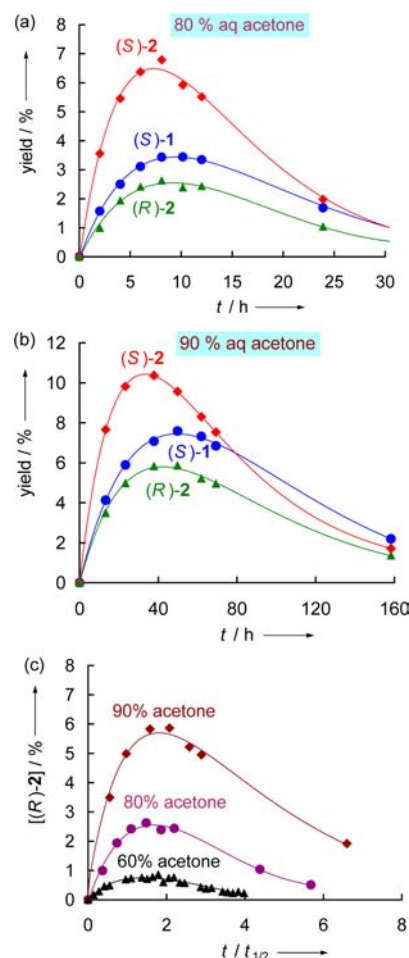 (a)
80 % aq acetone
8
7
6
5
4
3
2
1
0
yield / %
(S)-2
(S)-1
(R)-2
0 5 10 15 20 25 30
t / h
(b)
90 % aq acetone
12
10
8
6
4
2
0
yield / %
(S)-2
(S)-1
(R)-2
0 40 80 120 160
t / h
(c)
8
7
6
5
4
3
2
1
0
[(R)-2] / %
90% acetone
80% acetone
60% acetone
0 2 4 6 8
t / t1/2